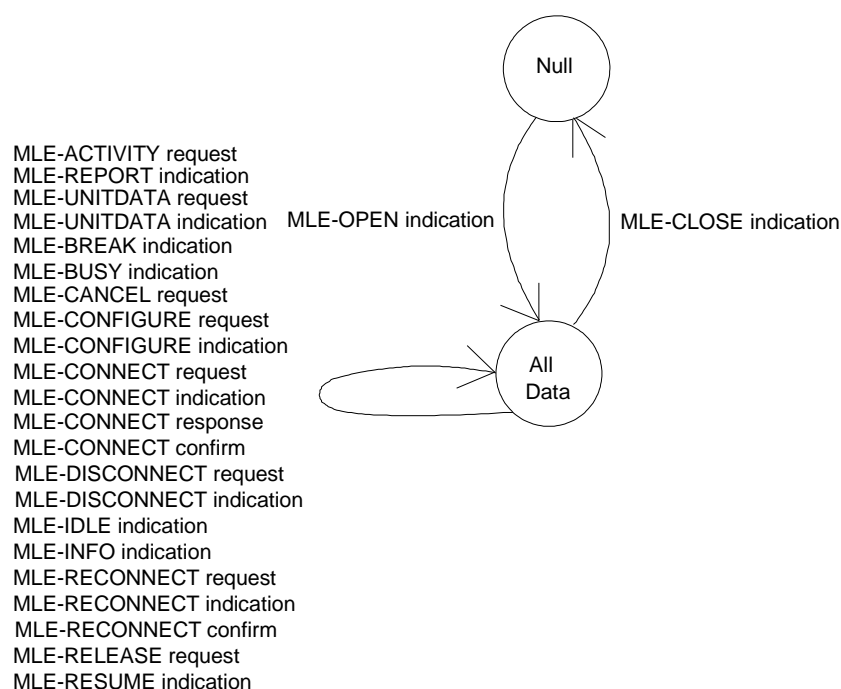 Null
MLE-ACTIVITY request
MLE-REPORT indication
MLE-UNITDATA request
MLE-UNITDATA indication
MLE-OPEN indication
MLE-CLOSE indication
MLE-BREAK indication
MLE-BUSY indication
MLE-CANCEL request
MLE-CONFIGURE request
MLE-CONFIGURE indication
MLE-CONNECT request
MLE-CONNECT indication
MLE-CONNECT response
MLE-CONNECT confirm
MLE-DISCONNECT request
MLE-DISCONNECT indication
MLE-IDLE indication
MLE-INFO indication
MLE-RECONNECT request
MLE-RECONNECT indication
MLE-RECONNECT confirm
MLE-RELEASE request
MLE-RESUME indication
All
Data